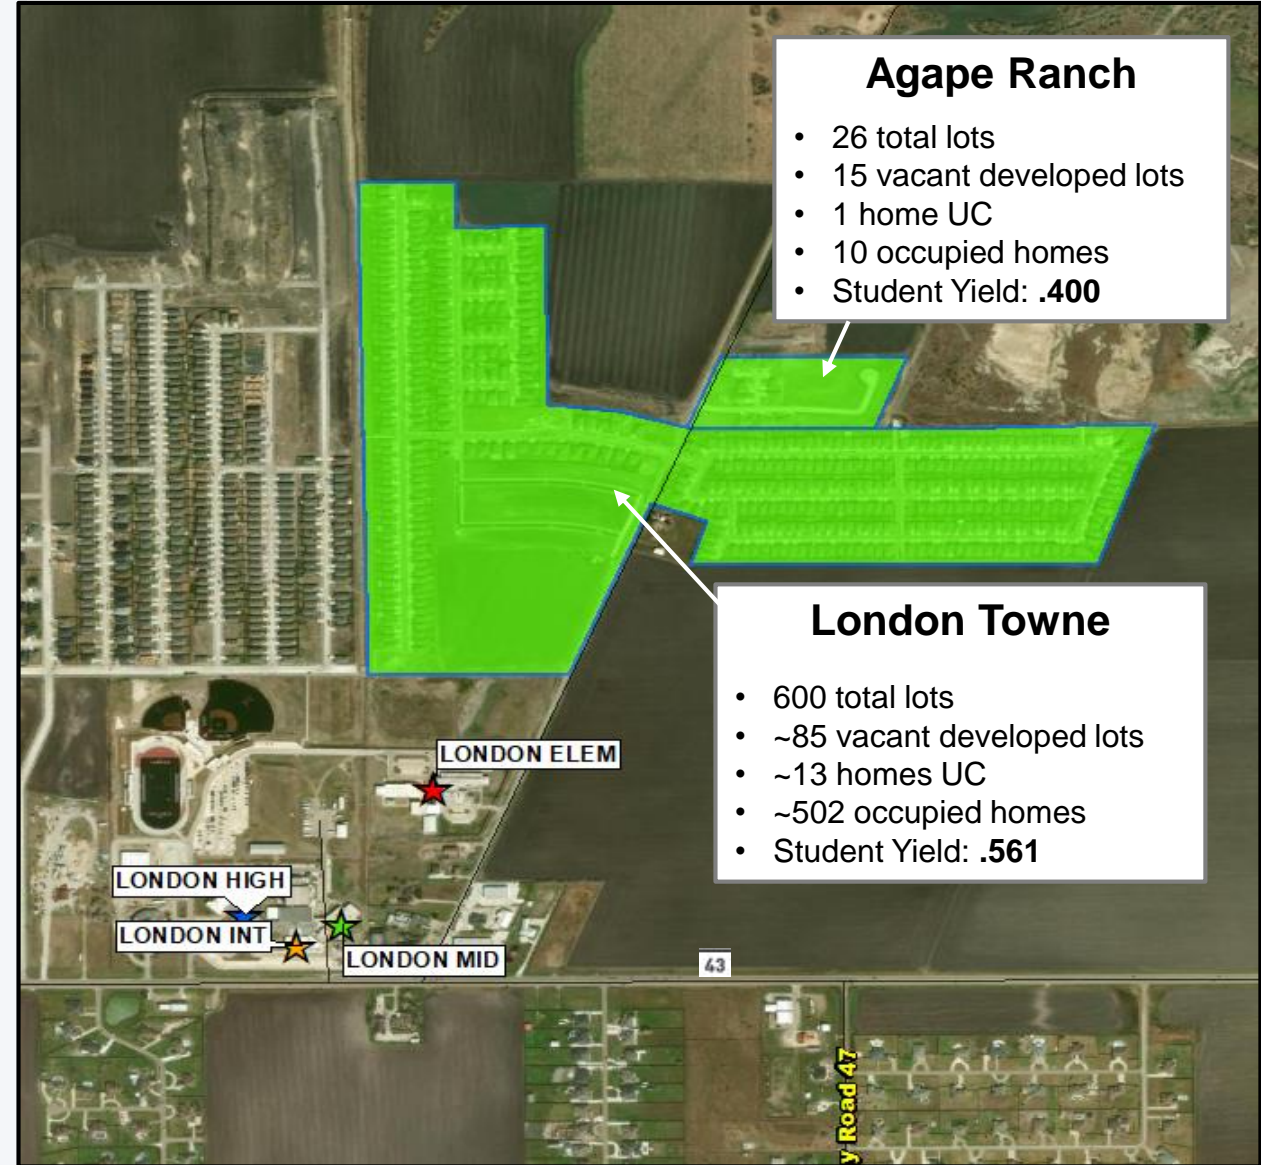 Agape Ranch
• 26 total lots
• 15 vacant developed lots
• 1 home UC
• 10 occupied homes
• Student Yield: .400
London Towne
• 600 total lots
• ~85 vacant developed lots
• ~13 homes UC
• ~502 occupied homes
• Student Yield: .561
LONDON ELEM
LONDON HIGH
LONDON INT
LONDON MID
43
y Road 47